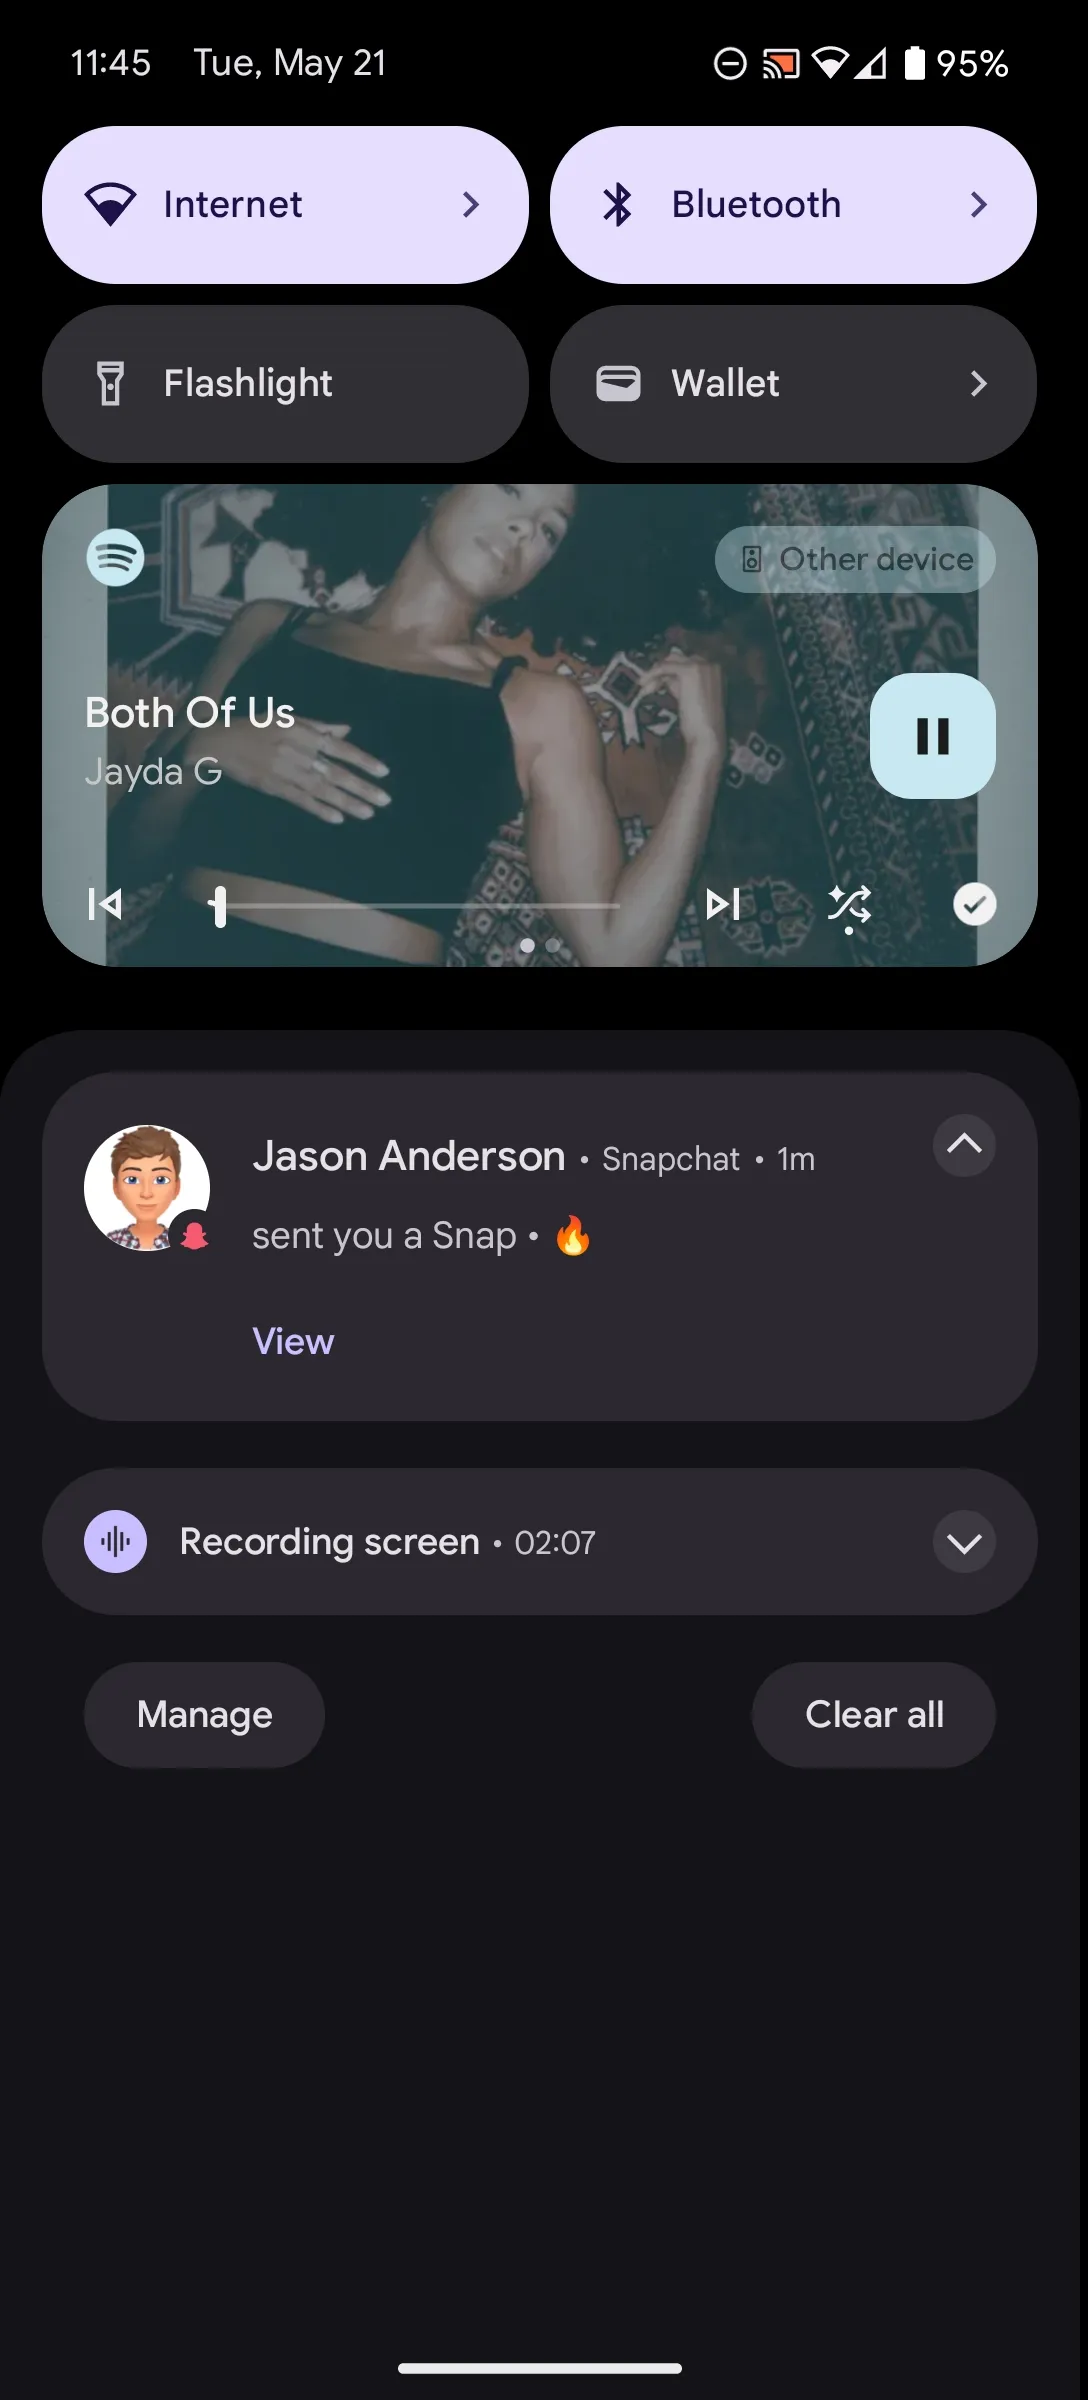 11:45 Tue, May 21 95%
Internet Bluetooth
Flashlight Wallet
Other device
Both Of Us
Jayda G
Jason Anderson • Snapchat • 1m
sent you a Snap • 🔥
View
Recording screen • 02:07
Manage Clear all